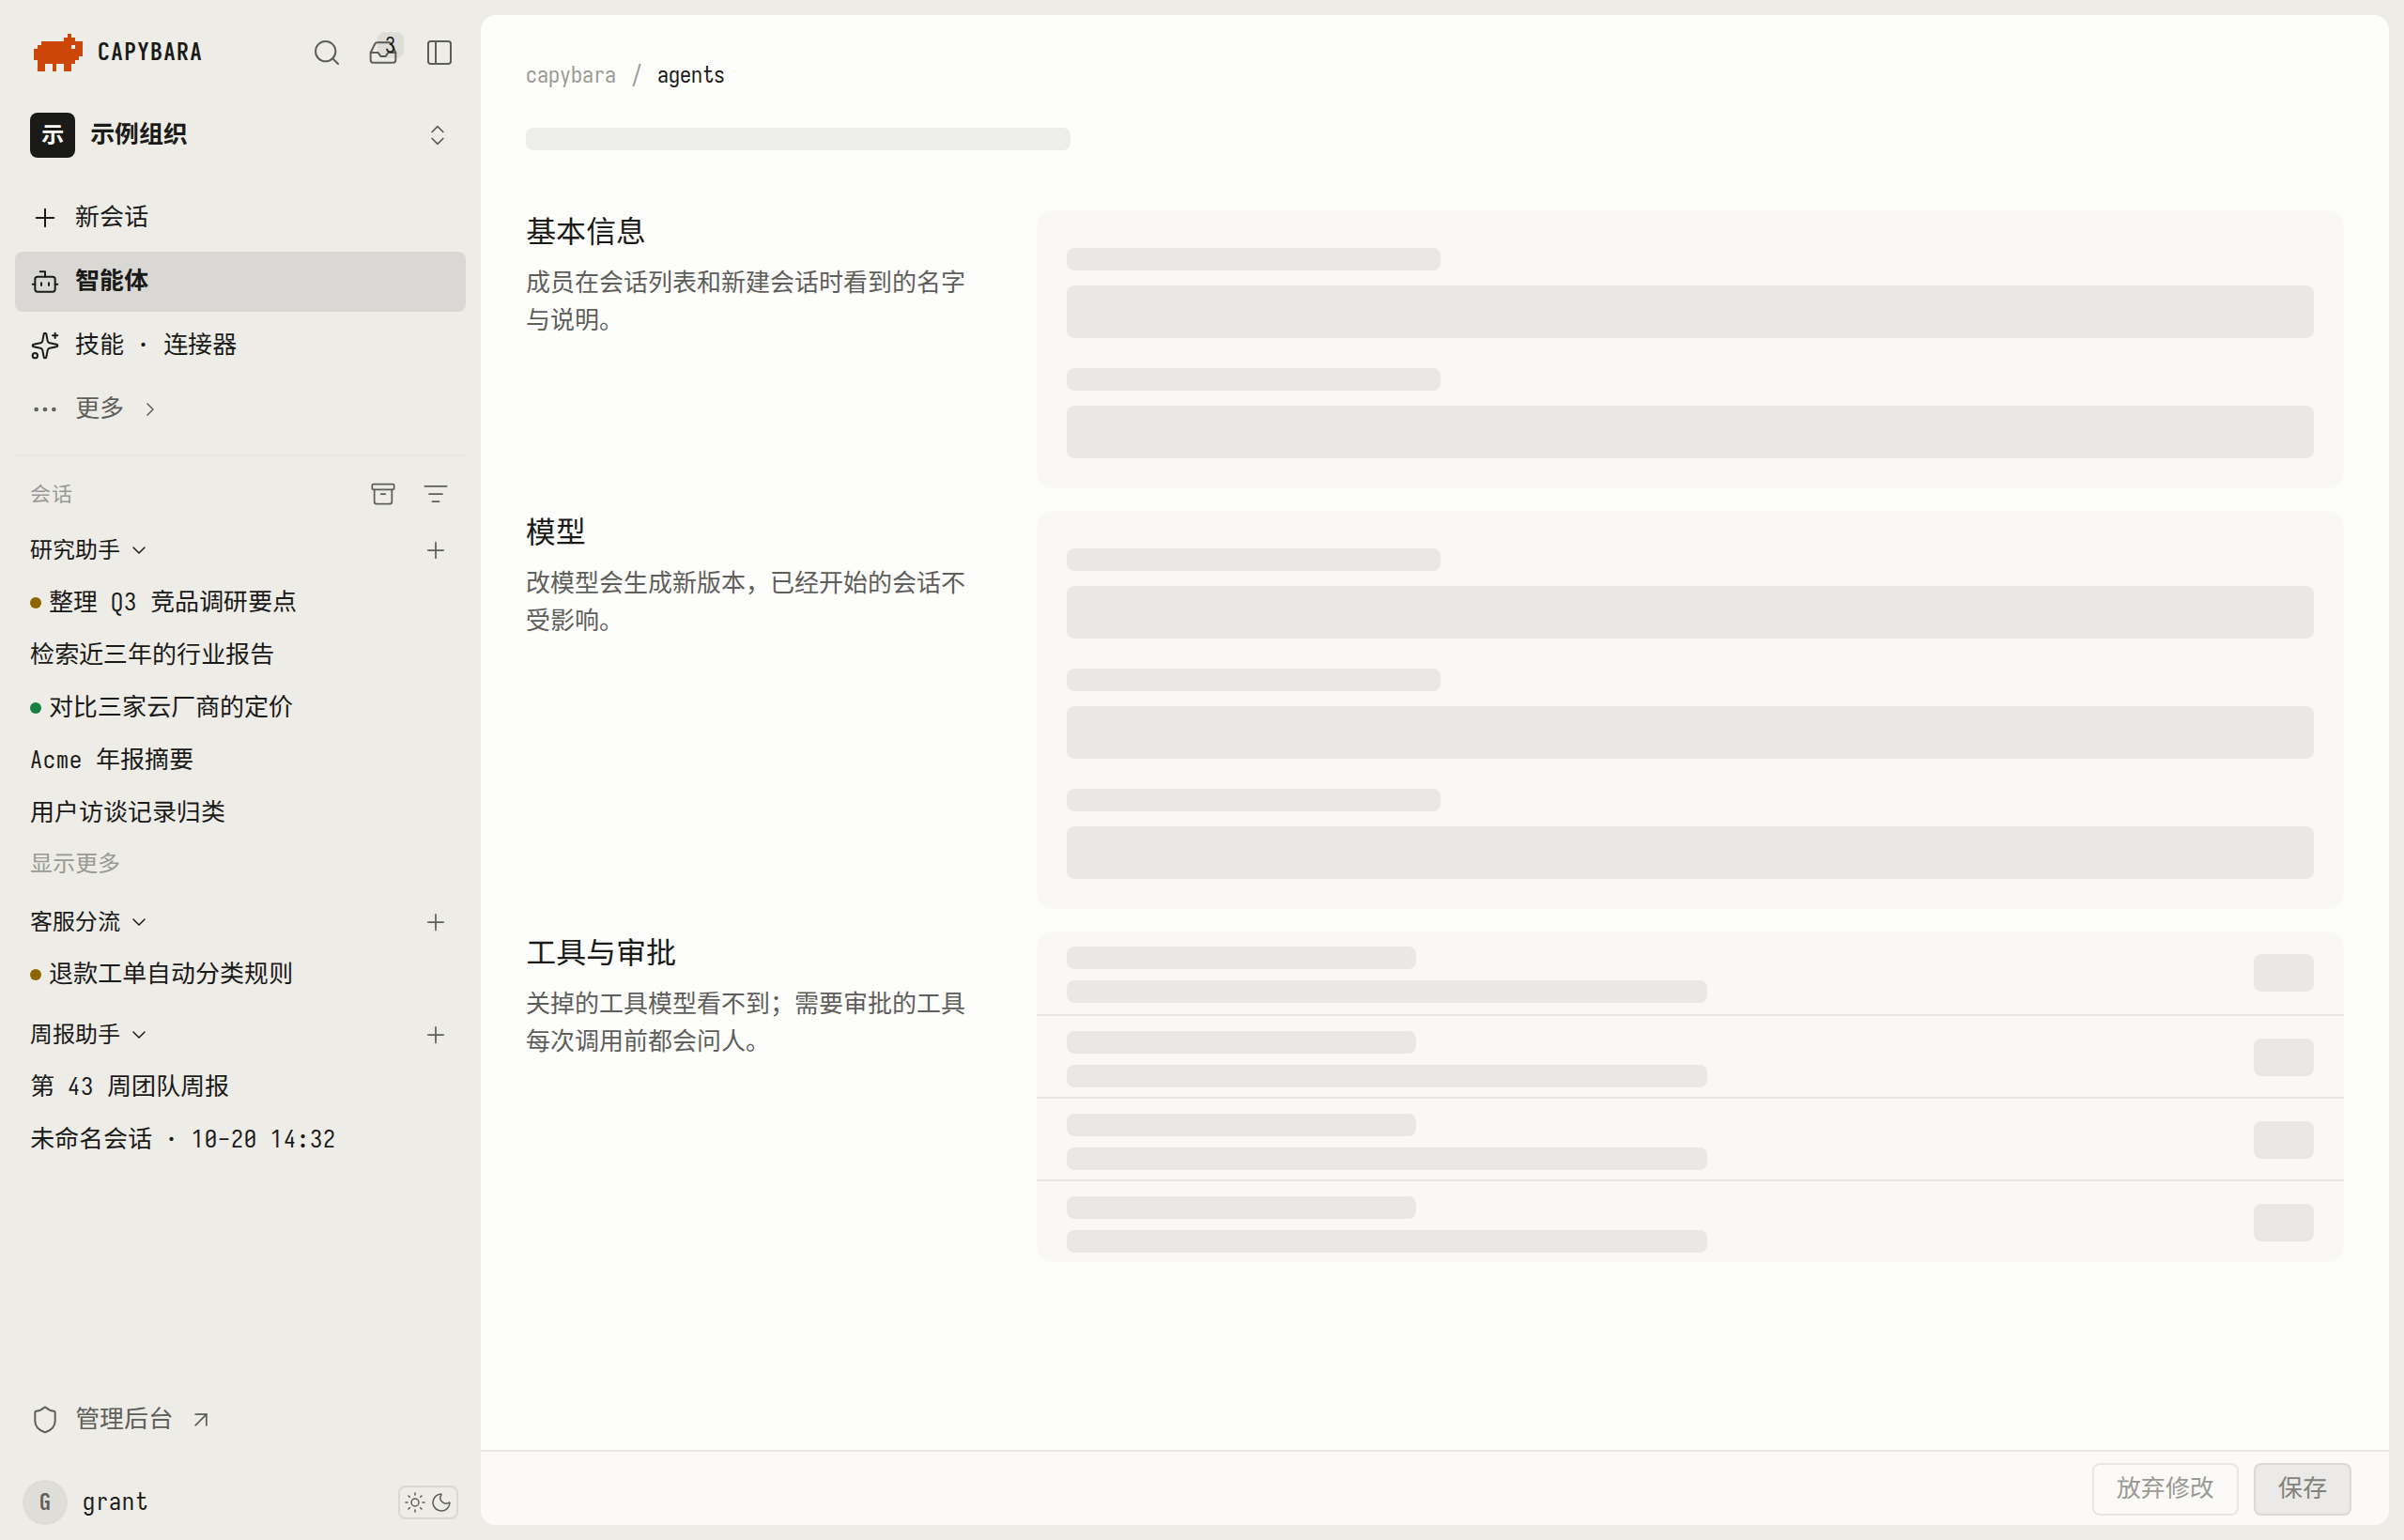 CAPYBARA
3
示 示例组织
新会话
智能体
技能 · 连接器
更多
会话
研究助手
整理 Q3 竞品调研要点
检索近三年的行业报告
对比三家云厂商的定价
Acme 年报摘要
用户访谈记录归类
显示更多
客服分流
退款工单自动分类规则
周报助手
第 43 周团队周报
未命名会话 · 10-20 14:32
管理后台
G grant
capybara / agents
基本信息
成员在会话列表和新建会话时看到的名字
与说明。
模型
改模型会生成新版本，已经开始的会话不
受影响。
工具与审批
关掉的工具模型看不到；需要审批的工具
每次调用前都会问人。
放弃修改 保存